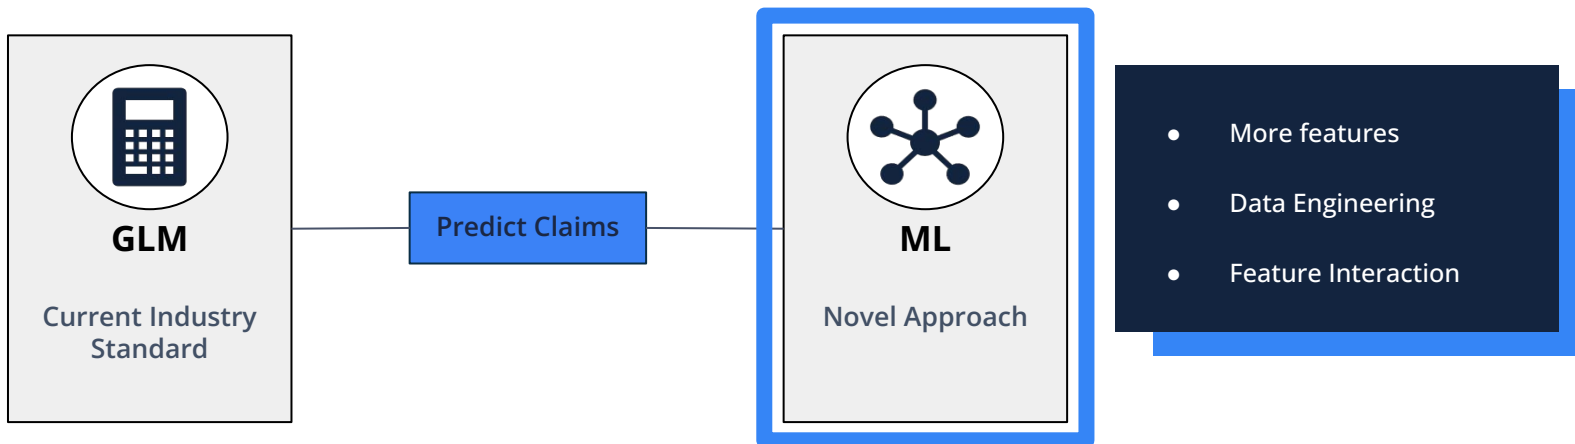 GLM
Current Industry
Standard
Predict Claims
ML
Novel Approach
● More features
● Data Engineering
● Feature Interaction